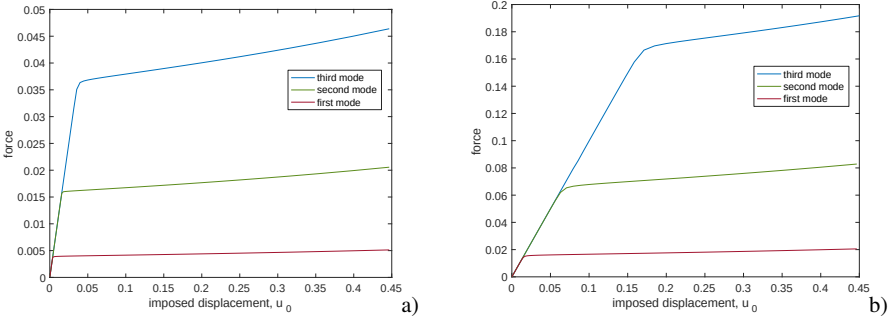 0.05
0.045
0.04
0.035
0.03
0.025
0.02
0.015
0.01
0.005
0
force
third mode
second mode
first mode
0 0.05 0.1 0.15 0.2 0.25 0.3 0.35 0.4 0.45
imposed displacement, u 0
a)
0.2
0.18
0.16
0.14
0.12
0.1
0.08
0.06
0.04
0.02
0
force
third mode
second mode
first mode
0 0.05 0.1 0.15 0.2 0.25 0.3 0.35 0.4 0.45
imposed displacement, u 0
b)